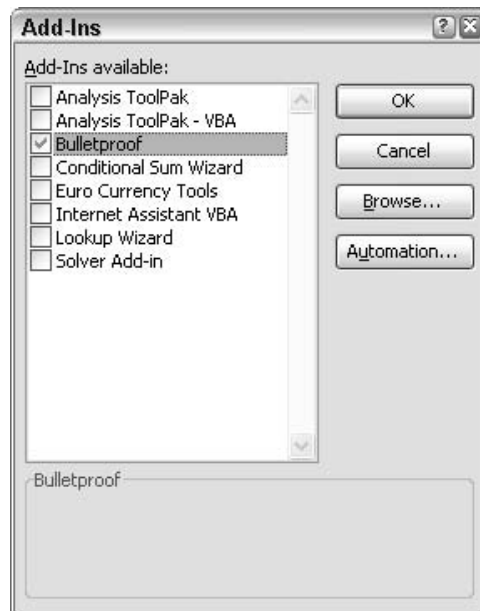 Add-Ins
Add-Ins available:
Analysis ToolPak
Analysis ToolPak - VBA
Bulletproof
Conditional Sum Wizard
Euro Currency Tools
Internet Assistant VBA
Lookup Wizard
Solver Add-in
OK
Cancel
Browse...
Automation...
Bulletproof